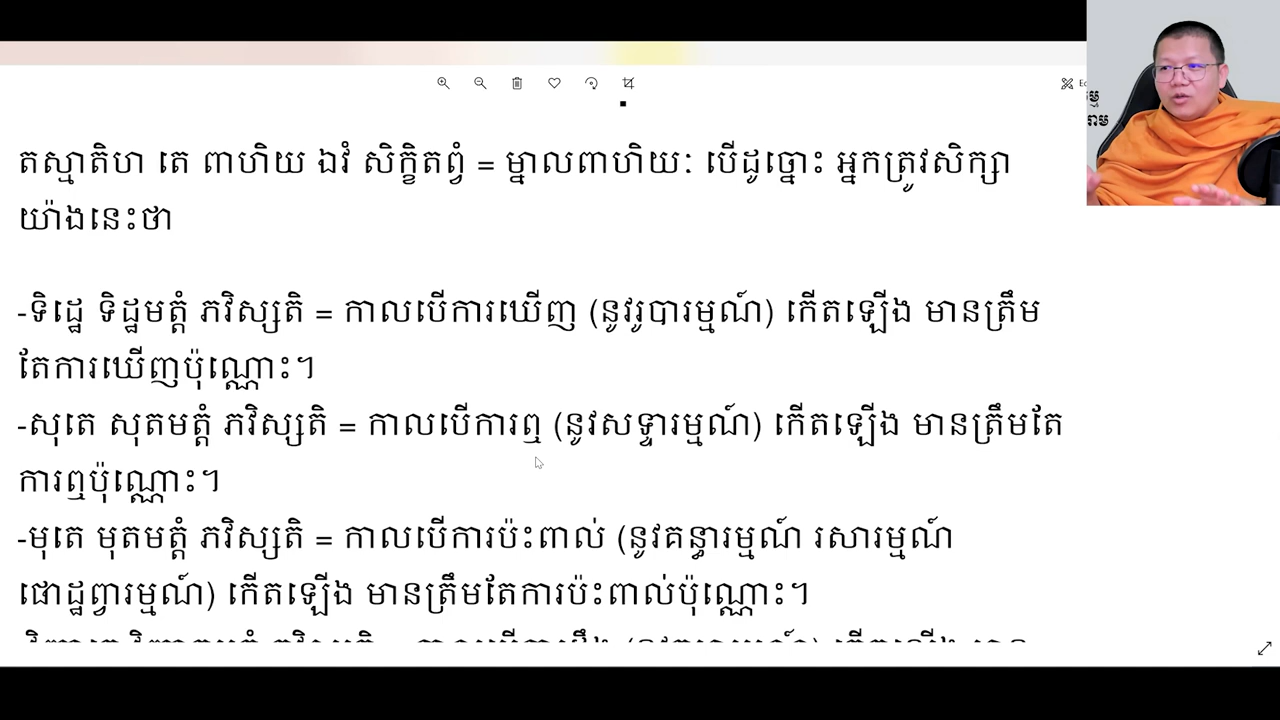 តស្មាតិហ តេ ពាហិយ ឯវំ សិក្ខិតព្វំ = ម្នាលពាហិយៈ បើដូច្នោះ អ្នកត្រូវសិក្សា
យ៉ាងនេះថា
-ទិដ្ឋេ ទិដ្ឋមត្តំ ភវិស្សតិ = កាលបើការឃើញ (នូវរូបារម្មណ៍) កើតឡើង មានត្រឹម
តែការឃើញប៉ុណ្ណោះ។
-សុតេ សុតមត្តំ ភវិស្សតិ = កាលបើការឮ (នូវសទ្ទារម្មណ៍) កើតឡើង មានត្រឹមតែ
ការឮប៉ុណ្ណោះ។
-មុតេ មុតមត្តំ ភវិស្សតិ = កាលបើការប៉ះពាល់ (នូវគន្ធារម្មណ៍ រសារម្មណ៍
ផោដ្ឋព្វារម្មណ៍) កើតឡើង មានត្រឹមតែការប៉ះពាល់ប៉ុណ្ណោះ។